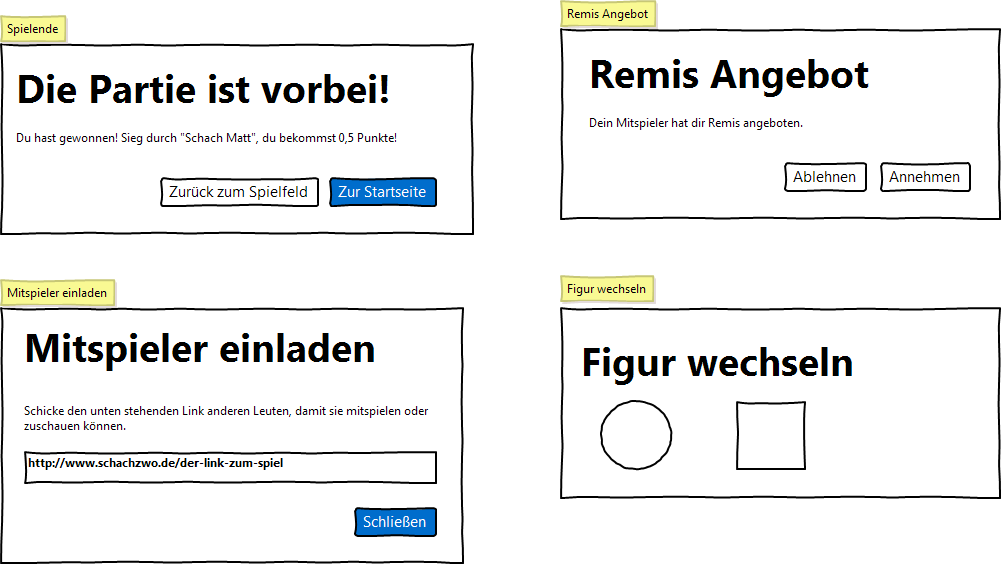 Spielende
Die Partie ist vorbei!
Du hast gewonnen! Sieg durch "Schach Matt", du bekommst 0,5 Punkte!
Zurück zum Spielfeld
Zur Startseite
Remis Angebot
Remis Angebot
Dein Mitspieler hat dir Remis angeboten.
Ablehnen
Annehmen
Mitspieler einladen
Mitspieler einladen
Schicke den unten stehenden Link anderen Leuten, damit sie mitspielen oder
zuschauen können.
http://www.schachzwo.de/der-link-zum-spiel
Schließen
Figur wechseln
Figur wechseln